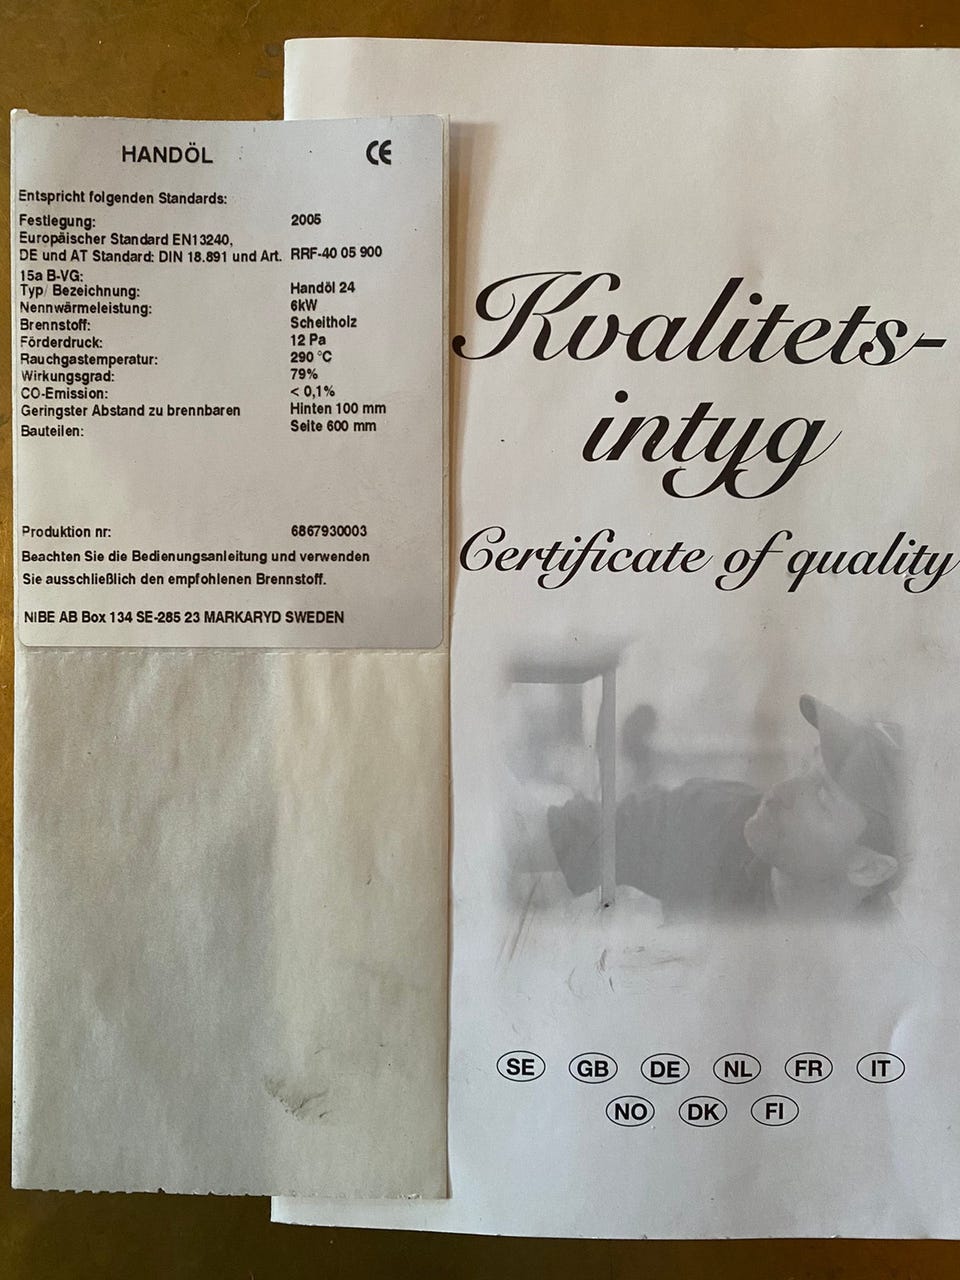 HANDÖL CE
Entspricht folgenden Standards:
Festlegung: 2005
Europäischer Standard EN13240,
DE und AT Standard: DIN 18.891 und Art. RRF-40 05 900
15a B-VG:
Typ/ Bezeichnung: Handöl 24
Nennwärmeleistung: 6kW
Brennstoff: Scheitholz
Förderdruck: 12 Pa
Rauchgastemperatur: 290 °C
Wirkungsgrad: 79%
CO-Emission: < 0,1%
Geringster Abstand zu brennbaren Hinten 100 mm
Bauteilen: Seite 600 mm
Produktion nr: 6867930003
Beachten Sie die Bedienungsanleitung und verwenden
Sie ausschließlich den empfohlenen Brennstoff.
NIBE AB Box 134 SE-285 23 MARKARYD SWEDEN
Kvalitets-
intyg
Certificate of quality
SE GB DE NL FR IT
NO DK FI